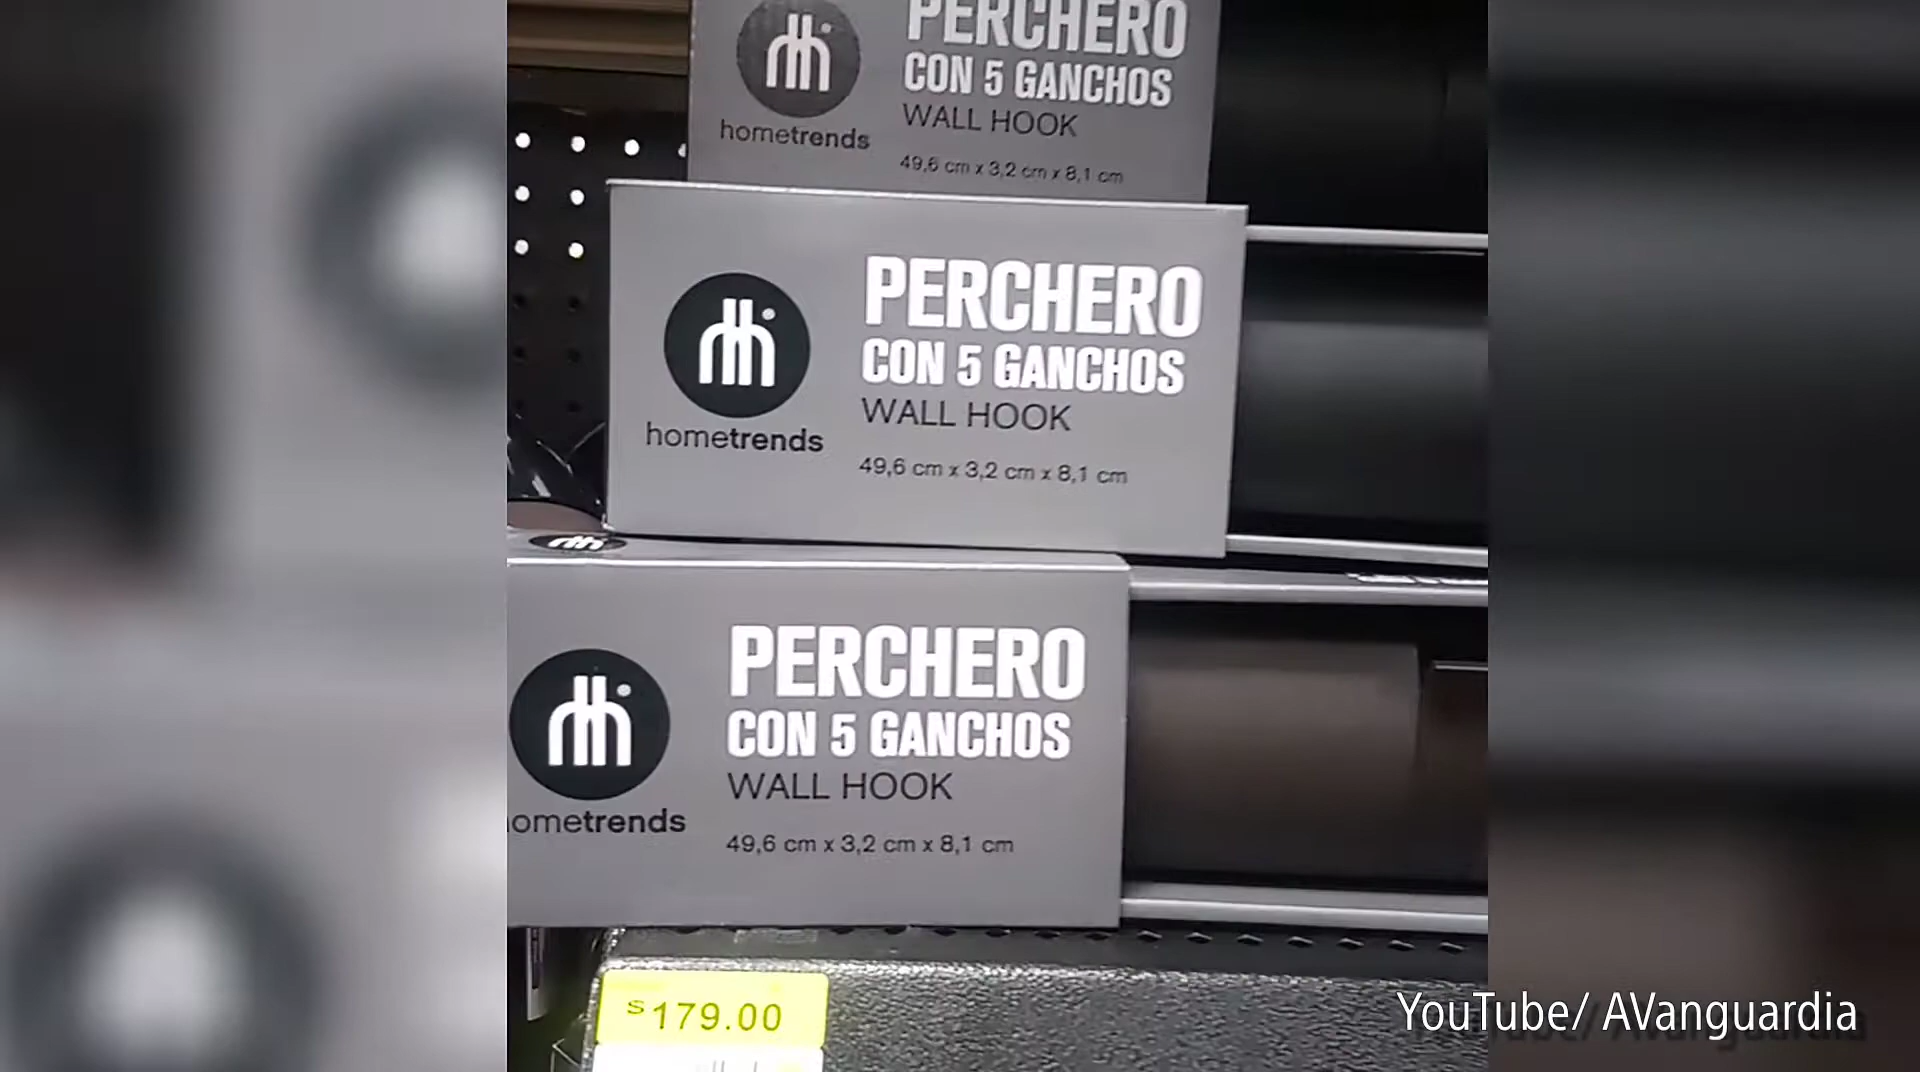 PERCHERO
CON 5 GANCHOS
WALL HOOK
49,6 cm x 3,2 cm x 8,1 cm
hometrends
PERCHERO
CON 5 GANCHOS
WALL HOOK
49,6 cm x 3,2 cm x 8,1 cm
hometrends
PERCHERO
CON 5 GANCHOS
WALL HOOK
49,6 cm x 3,2 cm x 8,1 cm
ometrends
$179.00
YouTube/ AVanguardia